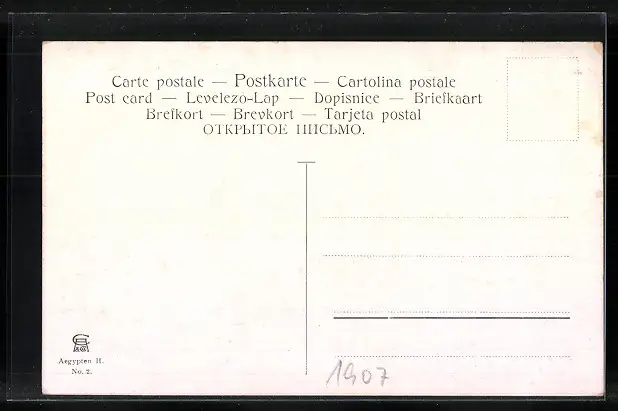 Carte postale — Postkarte — Cartolina postale
Post card — Levelező-Lap — Dopisnice — Briefkaart
Brefkort — Brevkort — Tarjeta postal
ОТКРЫТОЕ ПИСЬМО.
Aegypten II.
No. 2.
1907